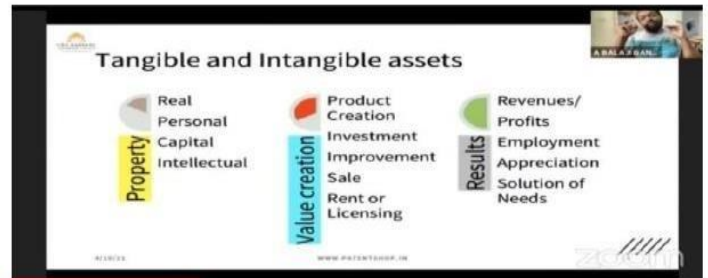 Tangible and Intangible assets
Property
Real
Personal
Capital
Intellectual
Value creation
Product
Creation
Investment
Improvement
Sale
Rent or
Licensing
Results
Revenues/
Profits
Employment
Appreciation
Solution of
Needs
WWW.PATENTSHOP.IN
zoom